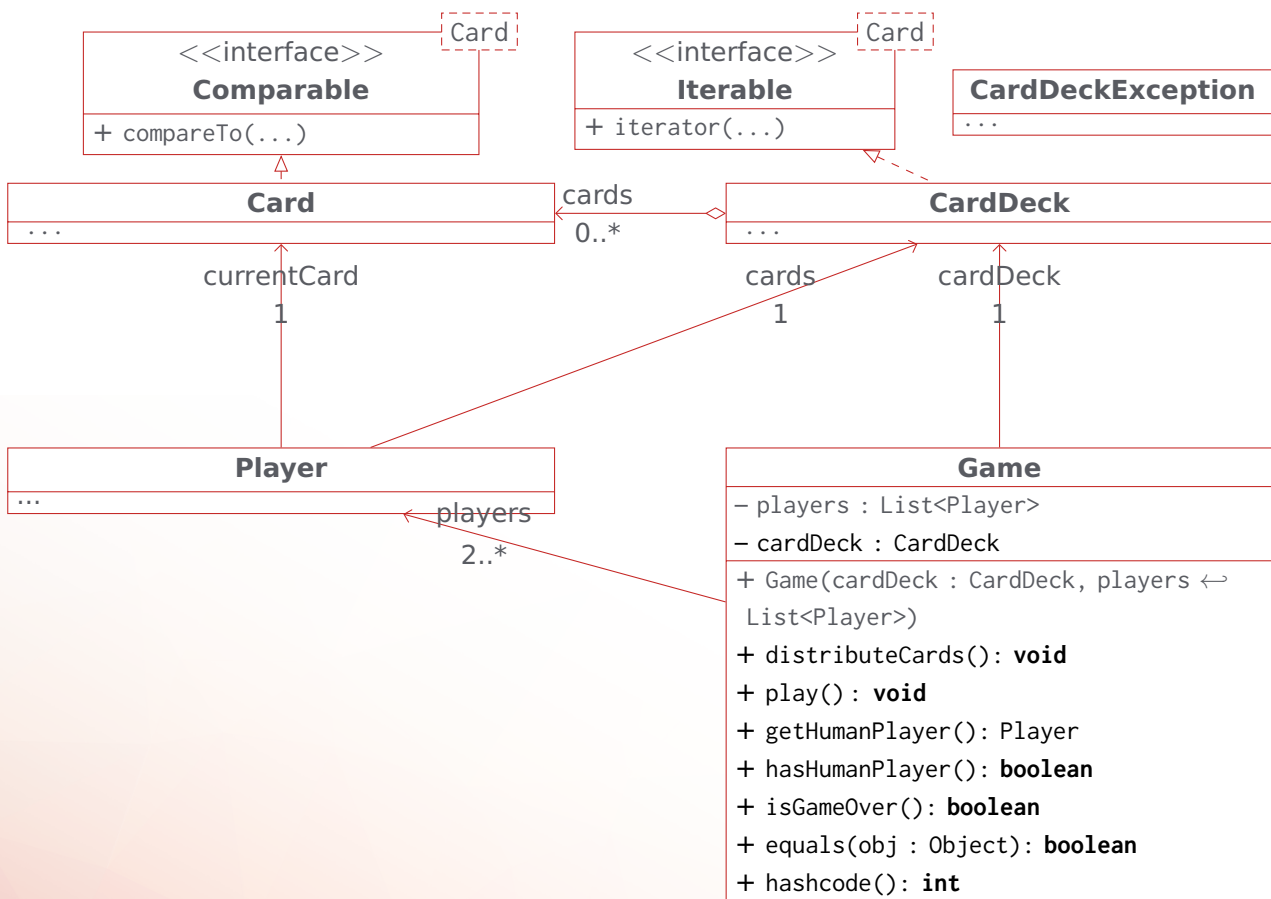 Card
<<interface>>
Comparable
+ compareTo(...)
Card
<<interface>>
Iterable
+ iterator(...)
CardDeckException
...
Card
...
cards
0..*
CardDeck
...
currentCard
1
cards
1
cardDeck
1
Player
...
players
2..*
Game
– players : List<Player>
– cardDeck : CardDeck
+ Game(cardDeck : CardDeck, players ↩
List<Player>)
+ distributeCards(): void
+ play() : void
+ getHumanPlayer(): Player
+ hasHumanPlayer(): boolean
+ isGameOver(): boolean
+ equals(obj : Object): boolean
+ hashcode(): int